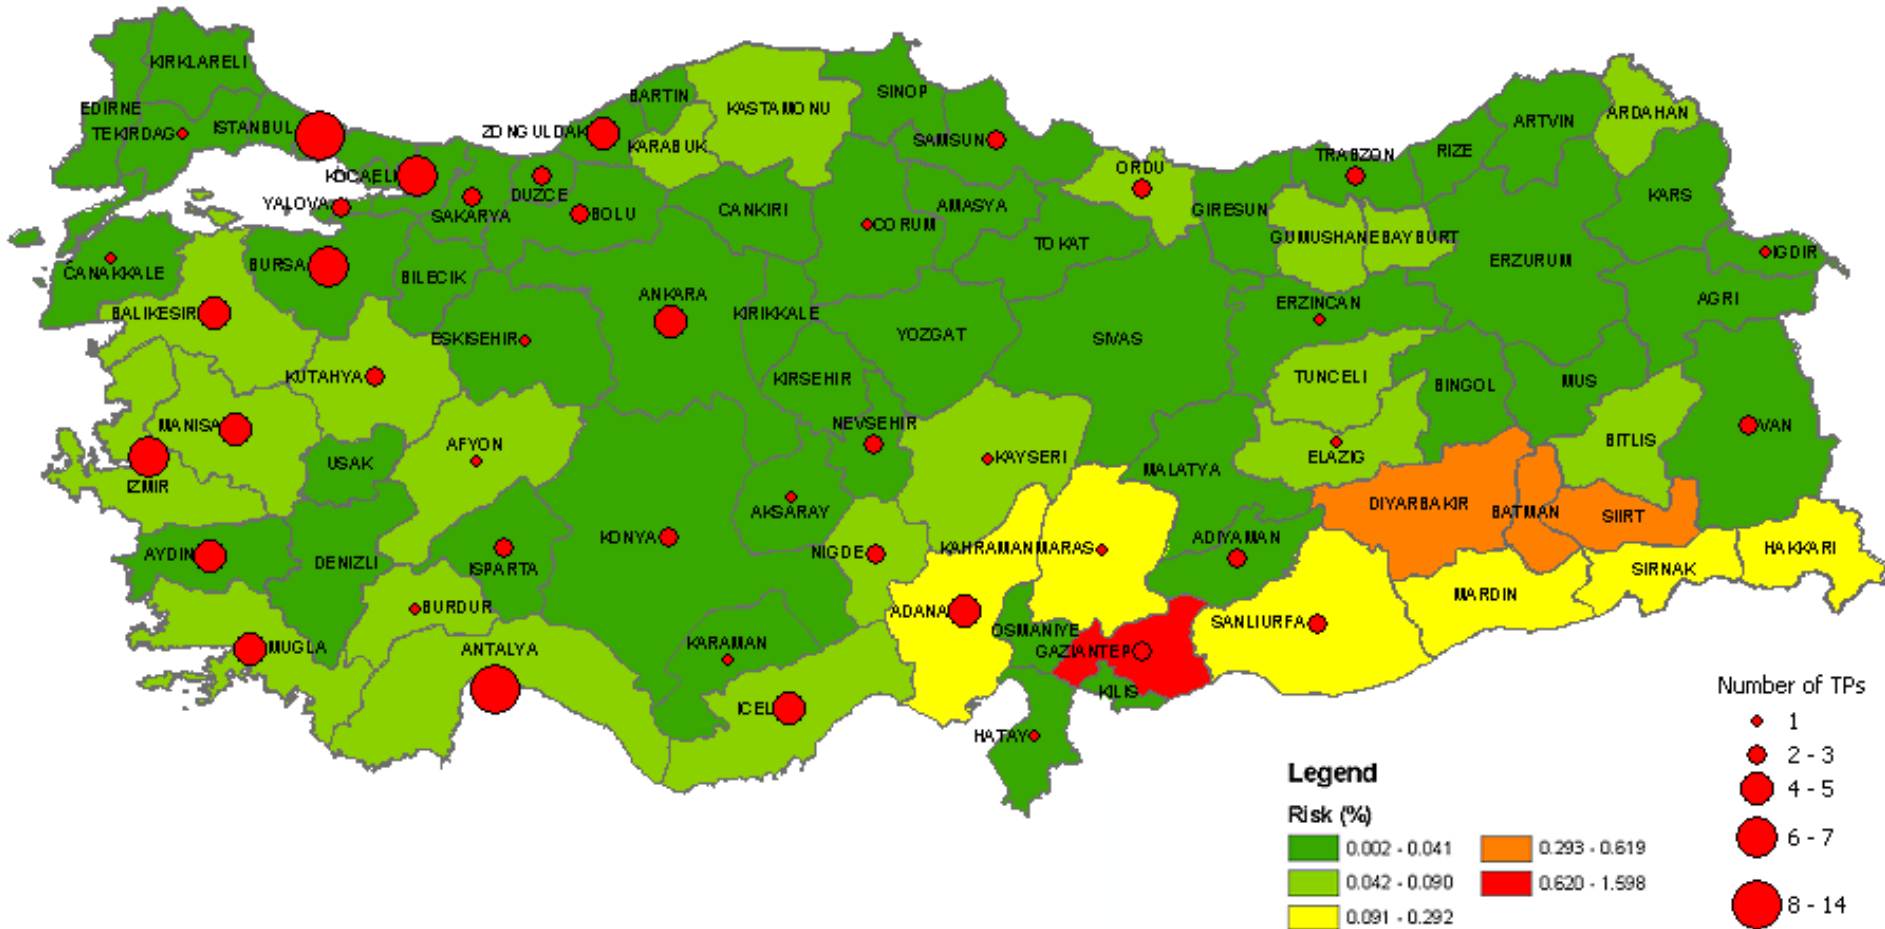 KIRKLARELI
EDIRNE
TEKIRDAG
ISTANBUL
KOCAELI
YALOVA
SAKARYA
DUZCE
BOLU
ZONGULDAK
BARTIN
KARABUK
KASTAMONU
SINOP
SAMSUN
CANKIRI
CORUM
AMASYA
TOKAT
ORDU
GIRESUN
TRABZON
RIZE
ARTVIN
ARDAHAN
KARS
GUMUSHANE
BAYBURT
ERZURUM
IGDIR
AGRI
CANAKKALE
BURSA
BILECIK
BALIKESIR
ESKISEHIR
ANKARA
KIRIKKALE
YOZGAT
SIVAS
ERZINCAN
KUTAHYA
KIRSEHIR
TUNCELI
BINGOL
MUS
MANISA
AFYON
USAK
NEVSEHIR
KAYSERI
MALATYA
ELAZIG
BITLIS
VAN
IZMIR
AKSARAY
DIYARBAKIR
BATMAN
SIIRT
AYDIN
DENIZLI
ISPARTA
KONYA
NIGDE
KAHRAMANMARAS
ADIYAMAN
HAKKARI
SIRNAK
MARDIN
BURDUR
ADANA
OSMANIYE
SANLIURFA
GAZIANTEP
MUGLA
ANTALYA
KARAMAN
ICEL
KILIS
HATAY
Number of TPs
1
2 - 3
4 - 5
6 - 7
8 - 14
Legend
Risk (%)
0.002 - 0.041
0.293 - 0.619
0.042 - 0.090
0.620 - 1.598
0.091 - 0.292